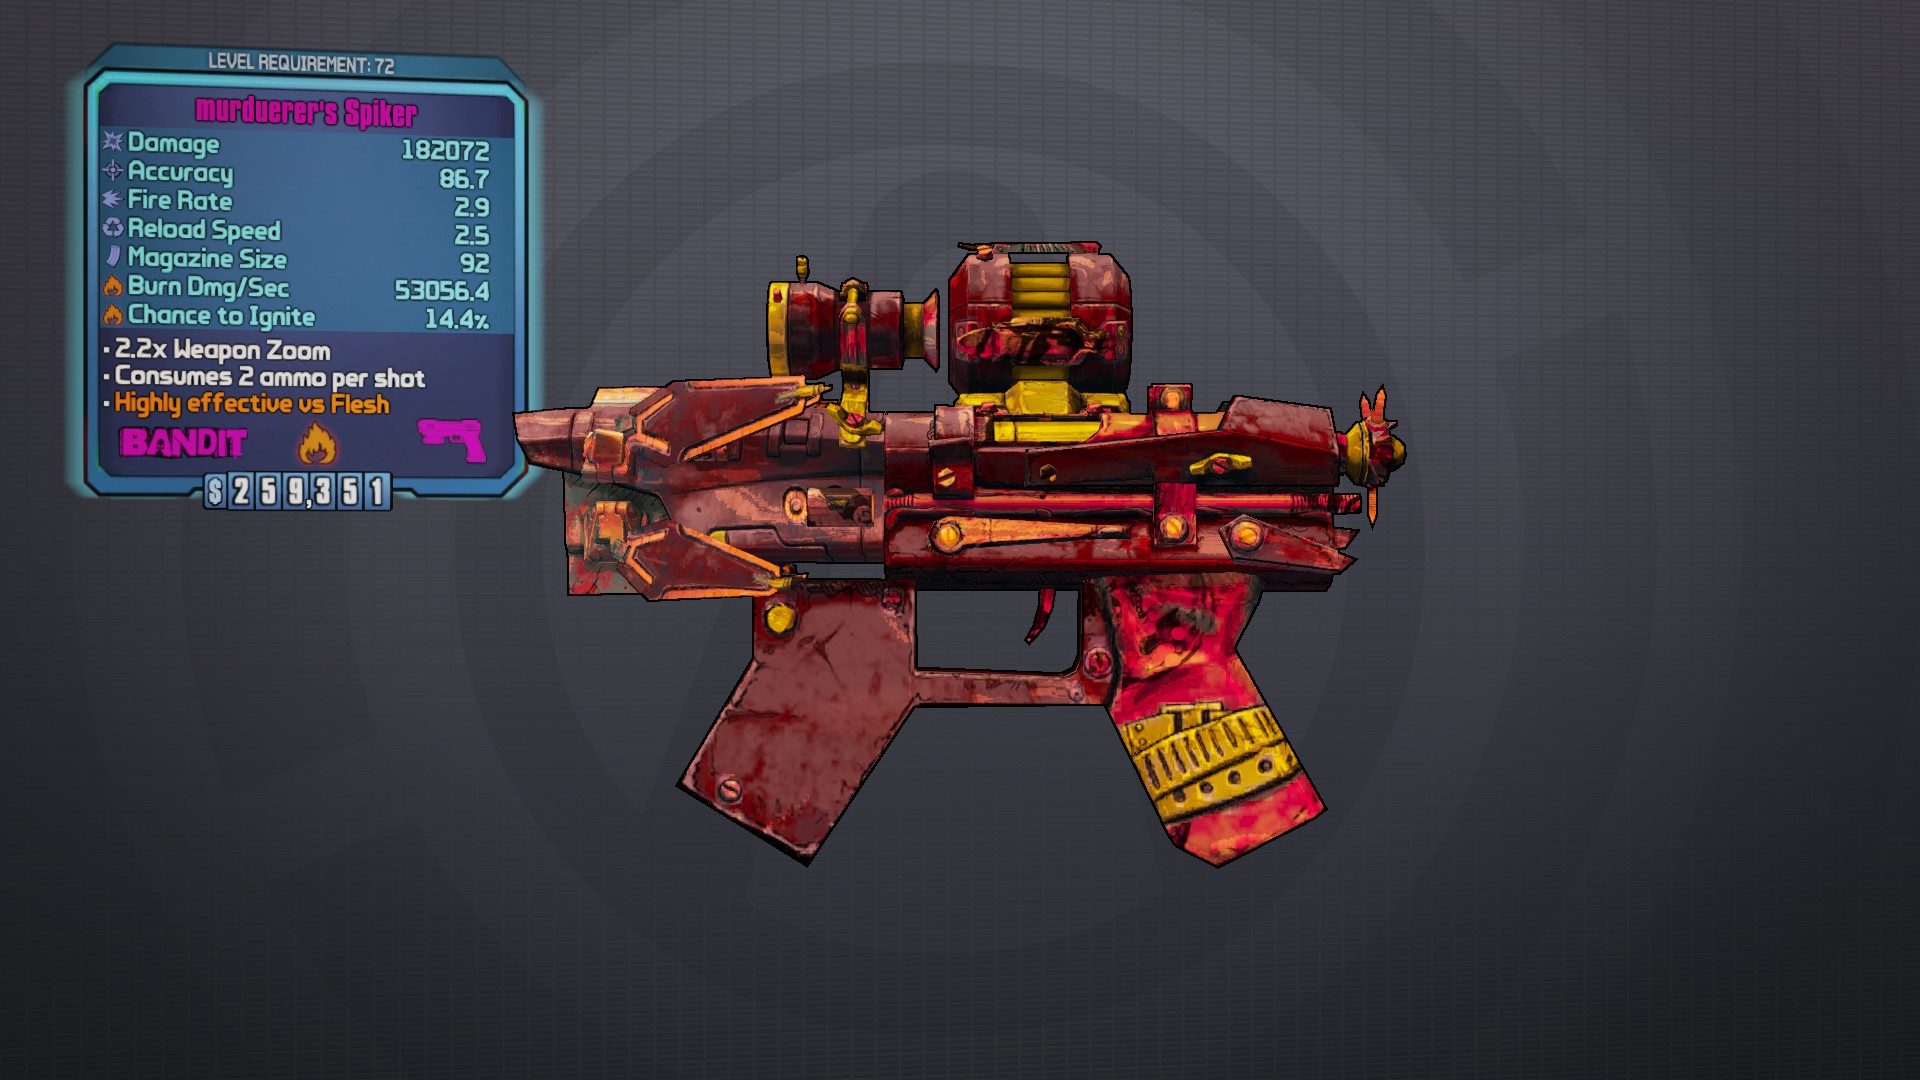 LEVEL REQUIREMENT: 72
murduerer's Spiker
Damage 182072
Accuracy 86.7
Fire Rate 2.9
Reload Speed 2.5
Magazine Size 92
Burn Dmg/Sec 53056.4
Chance to Ignite 14.4%
· 2.2x Weapon Zoom
· Consumes 2 ammo per shot
· Highly effective vs Flesh
BANDIT
$259,351